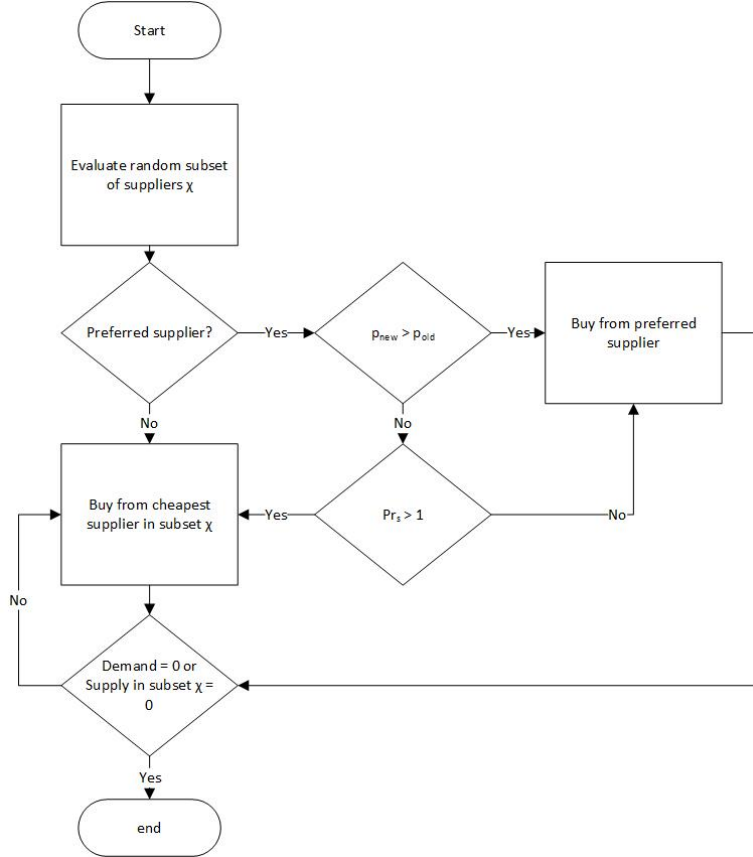 Start
Evaluate random subset
of suppliers χ
Preferred supplier?
Yes
pnew > pold
Yes
Buy from preferred
supplier
No
No
Buy from cheapest
supplier in subset χ
Yes
Prs > 1
No
No
Demand = 0 or
Supply in subset χ =
0
Yes
end